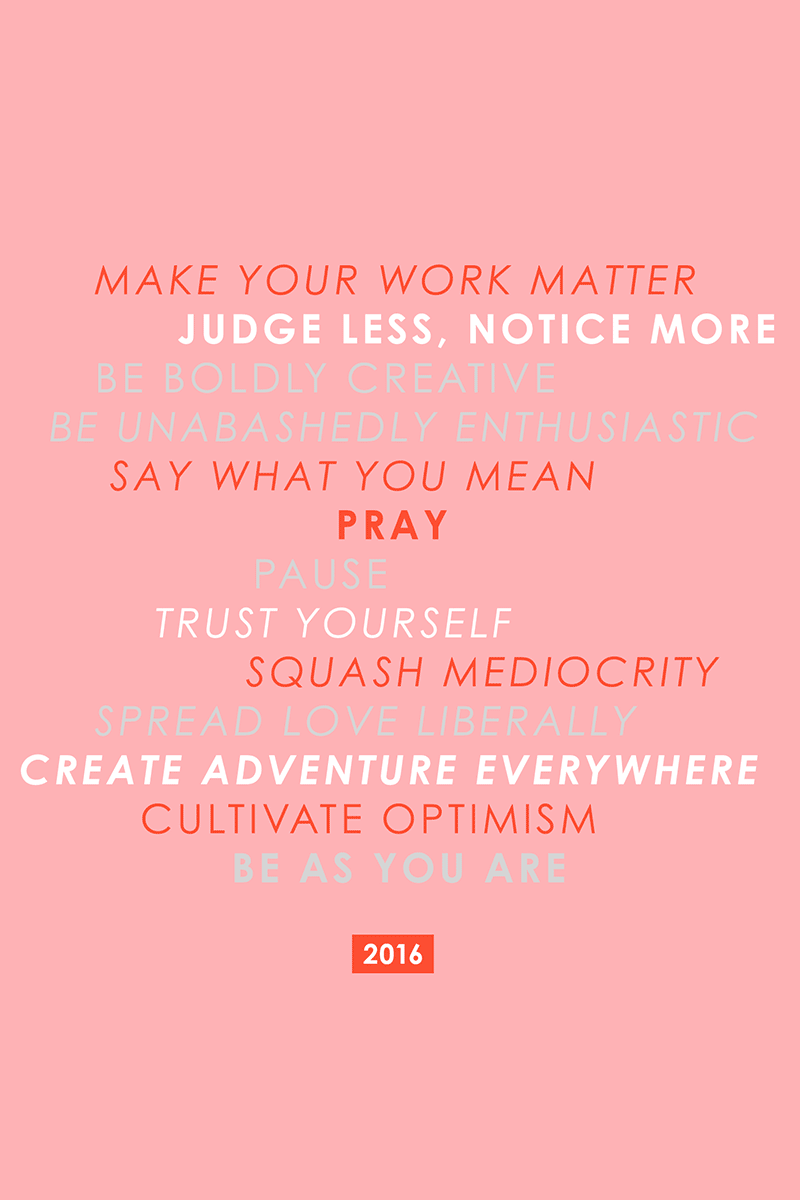 MAKE YOUR WORK MATTER
JUDGE LESS, NOTICE MORE
BE BOLDLY CREATIVE
BE UNABASHEDLY ENTHUSIASTIC
SAY WHAT YOU MEAN
PRAY
PAUSE
TRUST YOURSELF
SQUASH MEDIOCRITY
SPREAD LOVE LIBERALLY
CREATE ADVENTURE EVERYWHERE
CULTIVATE OPTIMISM
BE AS YOU ARE
2016